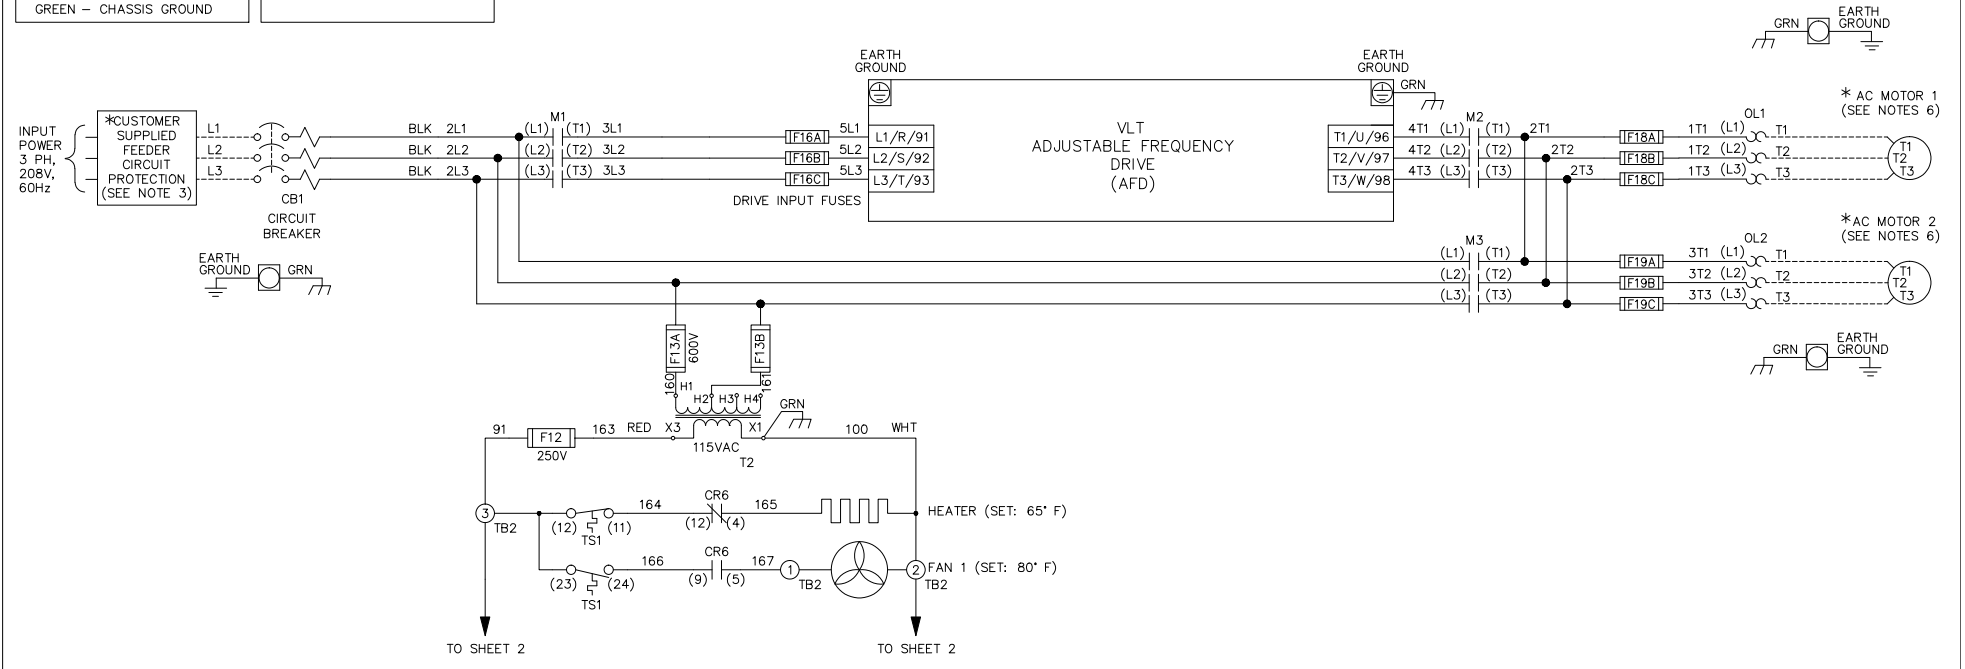 GREEN – CHASSIS GROUND
GRN
EARTH
GROUND
EARTH
GROUND
EARTH
GROUND
GRN
INPUT
POWER
3 PH,
208V,
60Hz
*CUSTOMER
SUPPLIED
FEEDER
CIRCUIT
PROTECTION
(SEE NOTE 3)
L1
L2
L3
CB1
CIRCUIT
BREAKER
BLK 2L1
BLK 2L2
BLK 2L3
M1
(L1) (T1) 3L1
(L2) (T2) 3L2
(L3) (T3) 3L3
F16A
F16B
F16C
DRIVE INPUT FUSES
5L1
5L2
5L3
L1/R/91
L2/S/92
L3/T/93
VLT
ADJUSTABLE FREQUENCY
DRIVE
(AFD)
T1/U/96
T2/V/97
T3/W/98
M2
4T1 (L1) (T1) 2T1
4T2 (L2) (T2) 2T2
4T3 (L3) (T3) 2T3
F18A
F18B
F18C
OL1
1T1 (L1) T1
1T2 (L2) T2
1T3 (L3) T3
* AC MOTOR 1
(SEE NOTES 6)
T1
T2
T3
EARTH
GROUND
GRN
M3
(L1) (T1)
(L2) (T2)
(L3) (T3)
F19A
F19B
F19C
OL2
3T1 (L1) T1
3T2 (L2) T2
3T3 (L3) T3
* AC MOTOR 2
(SEE NOTES 6)
T1
T2
T3
GRN
EARTH
GROUND
F13A
600V
F13B
160
161
H1
H2 H3 H4
GRN
91
F12
250V
163 RED X3
115VAC
X1
T2
100 WHT
3
TB2
(12) (11)
TS1
164
CR6
(12) (4)
165
HEATER (SET: 65° F)
(23) (24)
TS1
166
CR6
(9) (5)
167
1
TB2
2
TB2
FAN 1 (SET: 80° F)
TO SHEET 2
TO SHEET 2